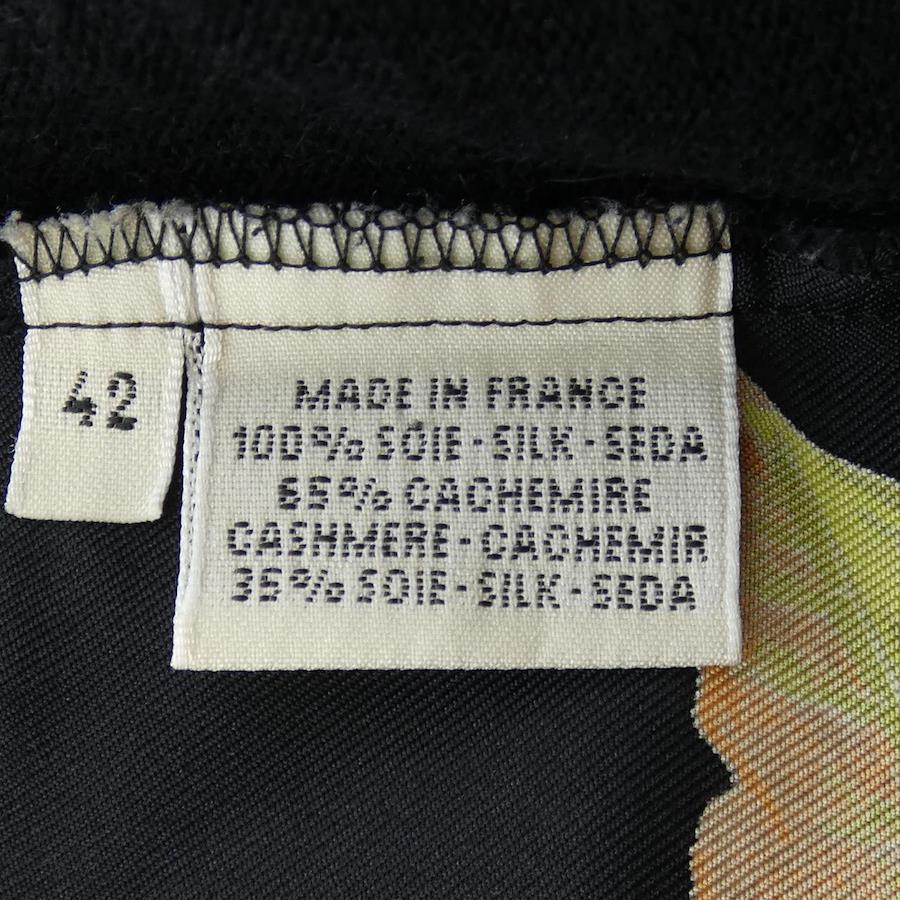 42
MADE IN FRANCE
100% SOIE·SILK·SEDA
65% CACHEMIRE
CASHMERE·CACHEMIR
35% SOIE·SILK·SEDA